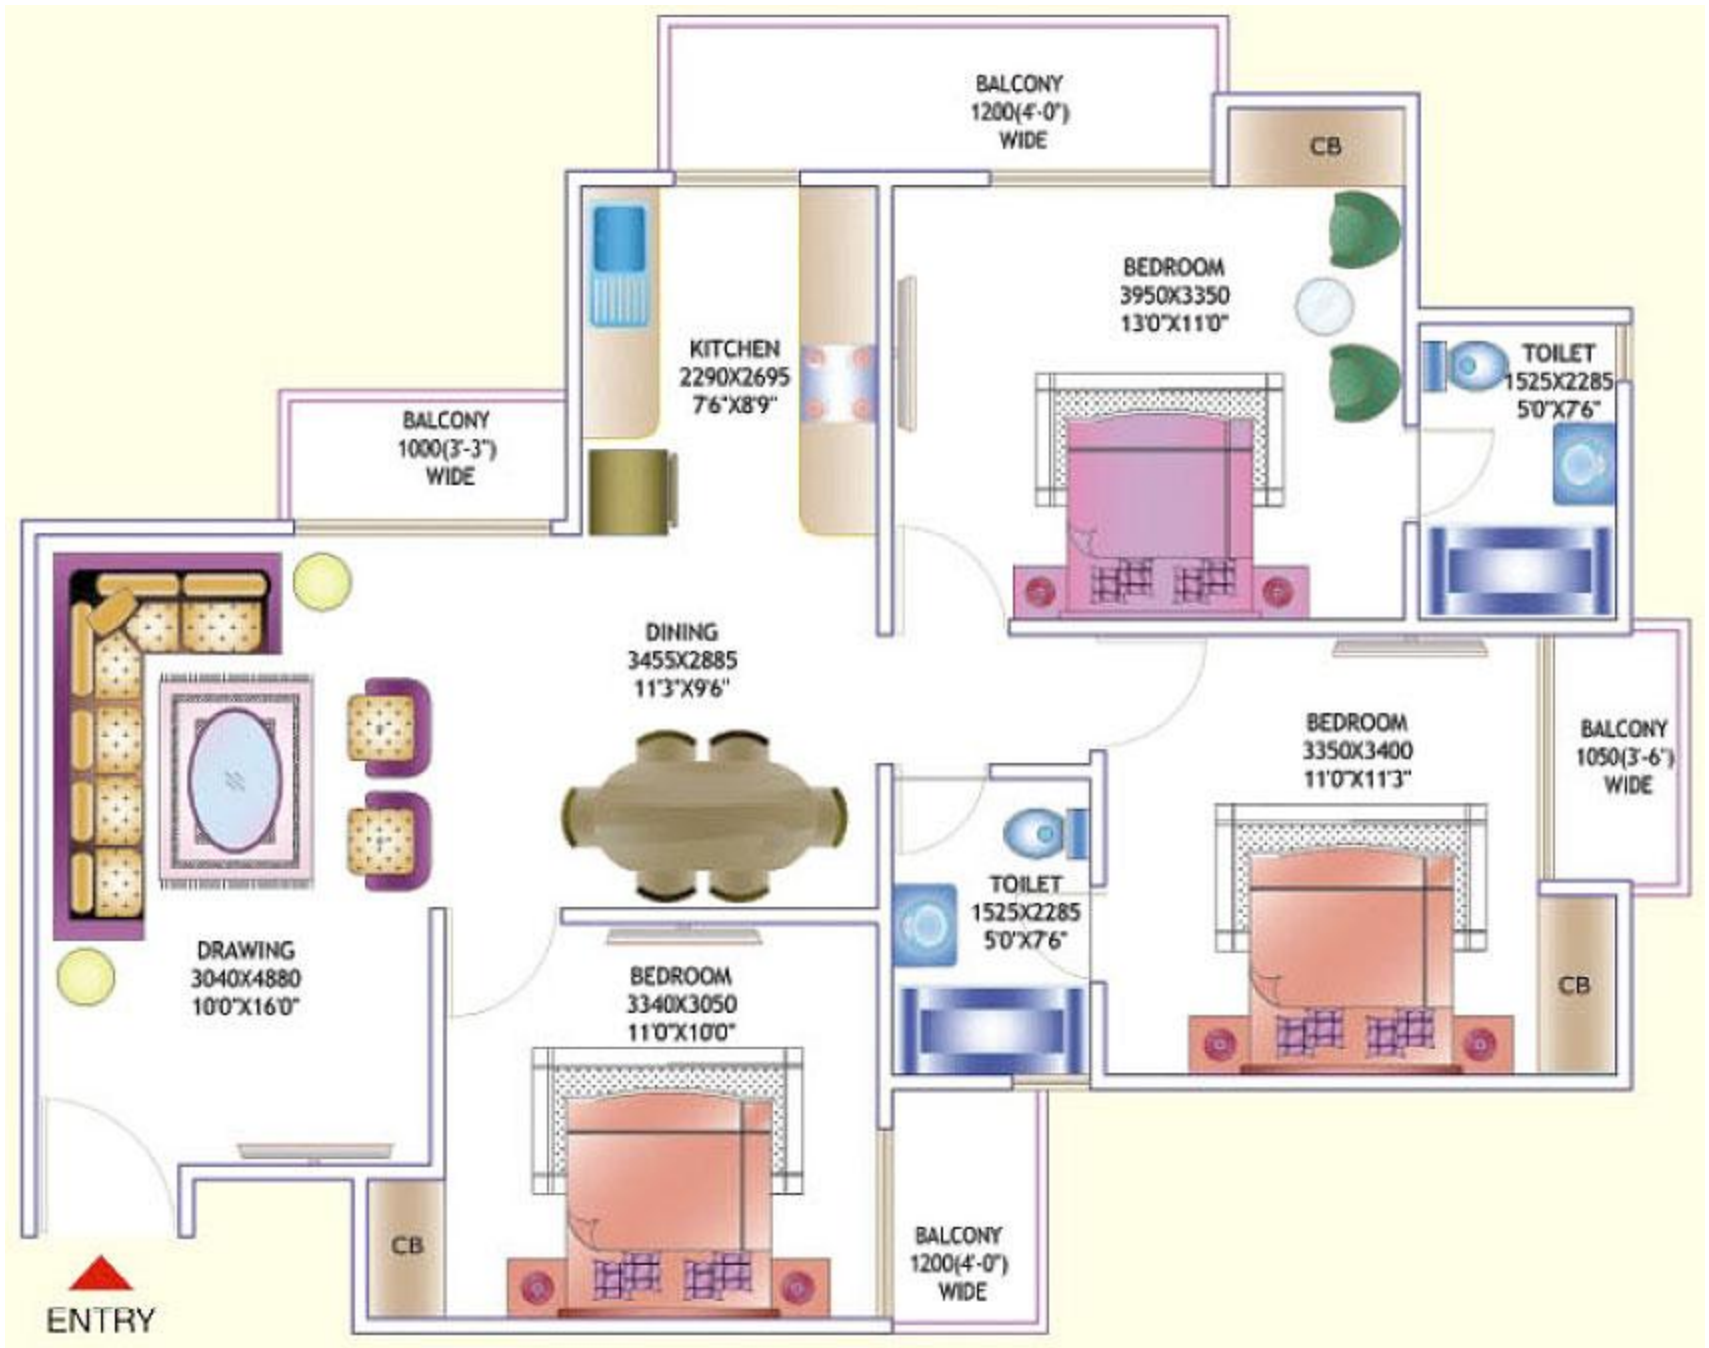 BALCONY
1200(4'-0")
WIDE
CB
BEDROOM
3950X3350
13'0"X11'0"
KITCHEN
2290X2695
7'6"X8'9"
TOILET
1525X2285
5'0"X7'6"
BALCONY
1000(3'-3")
WIDE
DINING
3455X2885
11'3"X9'6"
BEDROOM
3350X3400
11'0"X11'3"
BALCONY
1050(3'-6")
WIDE
TOILET
1525X2285
5'0"X7'6"
DRAWING
3040X4880
10'0"X16'0"
BEDROOM
3340X3050
11'0"X10'0"
CB
CB
BALCONY
1200(4'-0")
WIDE
ENTRY